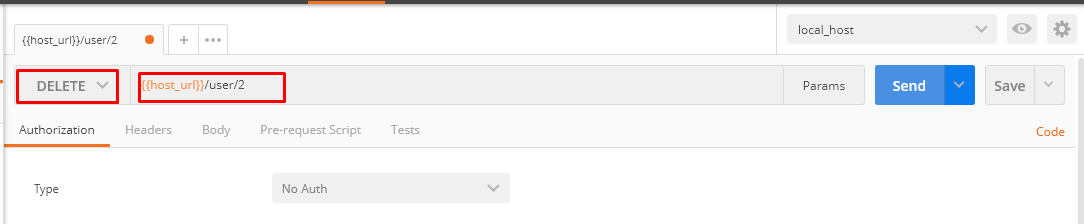 {{host_url}}/user/2
local_host
DELETE {{host_url}}/user/2 Params Send Save
Authorization Headers Body Pre-request Script Tests Code
Type No Auth